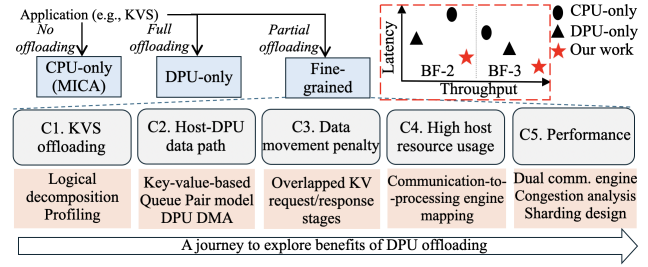 Application (e.g., KVS)
No
offloading
Full
offloading
Partial
offloading
CPU-only
(MICA)
DPU-only
Fine-
grained
Latency
BF-2
BF-3
Throughput
CPU-only
DPU-only
Our work
C1. KVS
offloading
C2. Host-DPU
data path
C3. Data
movement penalty
C4. High host
resource usage
C5. Performance
Logical
decomposition
Profiling
Key-value-based
Queue Pair model
DPU DMA
Overlapped KV
request/response
stages
Communication-to-
processing engine
mapping
Dual comm. engine
Congestion analysis
Sharding design
A journey to explore benefits of DPU offloading